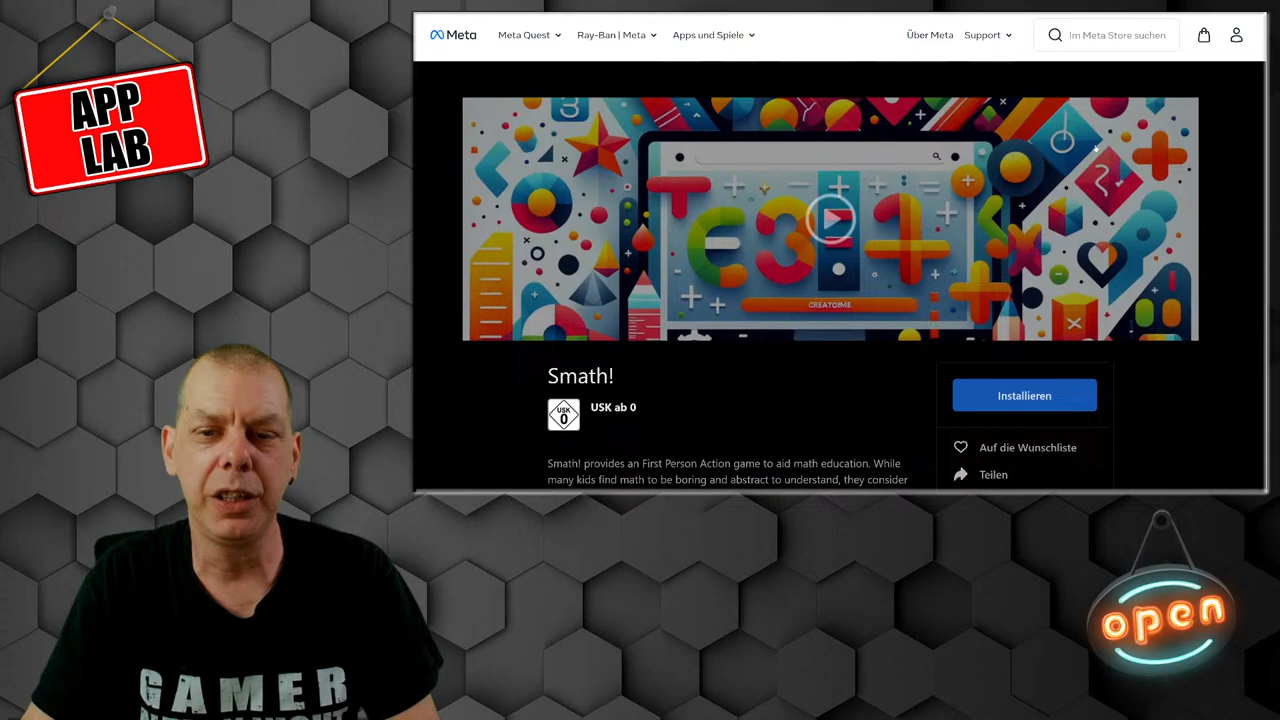 APP
LAB
Meta
Meta Quest
Ray-Ban | Meta
Apps und Spiele
Über Meta
Support
Im Meta Store suchen
CREATOIME
Smath!
USK
0
USK ab 0
Installieren
Auf die Wunschliste
Teilen
Smath! provides an First Person Action game to aid math education. While
many kids find math to be boring and abstract to understand, they consider
open
GAMER